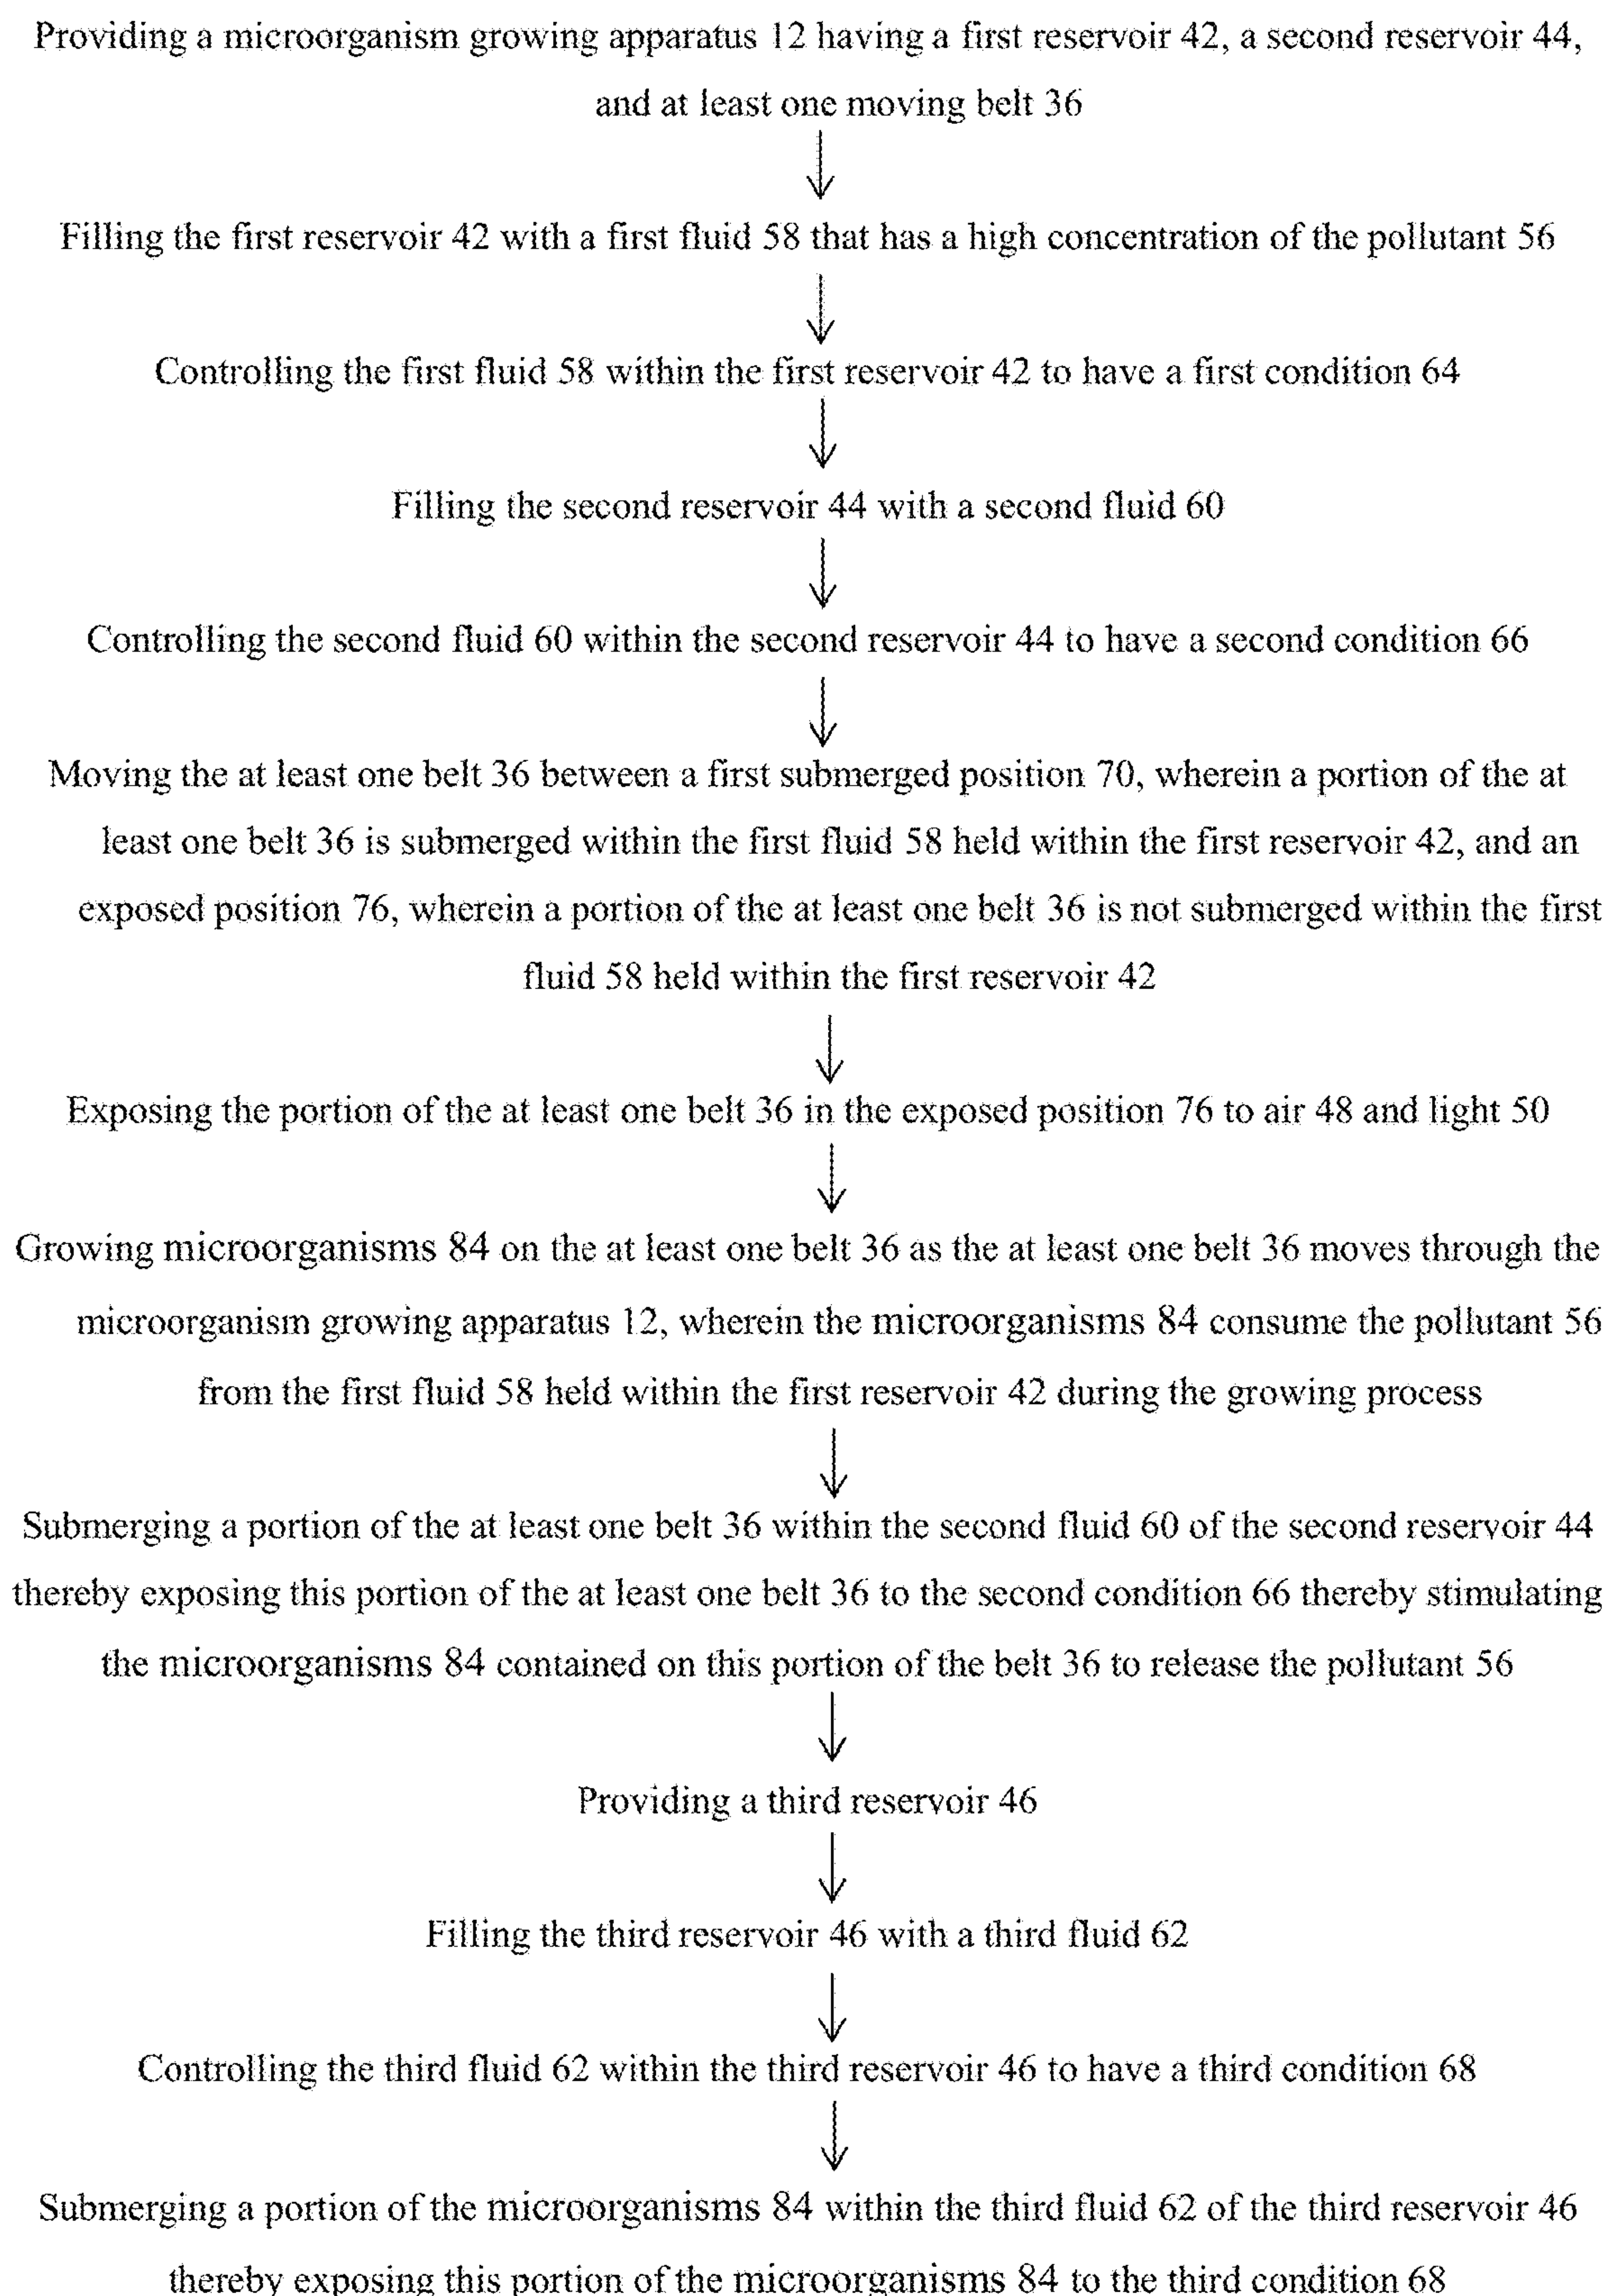 Providing a microorganism growing apparatus 12 having a first reservoir 42, a second reservoir 44,
and at least one moving belt 36
Filling the first reservoir 42 with a first fluid 58 that has a high concentration of the pollutant 56
Controlling the first fluid 58 within the first reservoir 42 to have a first condition 64
Filling the second reservoir 44 with a second fluid 60
Controlling the second fluid 60 within the second reservoir 44 to have a second condition 66
Moving the at least one belt 36 between a first submerged position 70, wherein a portion of the at
least one belt 36 is submerged within the first fluid 58 held within the first reservoir 42, and an
exposed position 76, wherein a portion of the at least one belt 36 is not submerged within the first
fluid 58 held within the first reservoir 42
Exposing the portion of the at least one belt 36 in the exposed position 76 to air 48 and light 50
Growing microorganisms 84 on the at least one belt 36 as the at least one belt 36 moves through the
microorganism growing apparatus 12, wherein the microorganisms 84 consume the pollutant 56
from the first fluid 58 held within the first reservoir 42 during the growing process
Submerging a portion of the at least one belt 36 within the second fluid 60 of the second reservoir 44
thereby exposing this portion of the at least one belt 36 to the second condition 66 thereby stimulating
the microorganisms 84 contained on this portion of the belt 36 to release the pollutant 56
Providing a third reservoir 46
Filling the third reservoir 46 with a third fluid 62
Controlling the third fluid 62 within the third reservoir 46 to have a third condition 68
Submerging a portion of the microorganisms 84 within the third fluid 62 of the third reservoir 46
thereby exposing this portion of the microorganisms 84 to the third condition 68